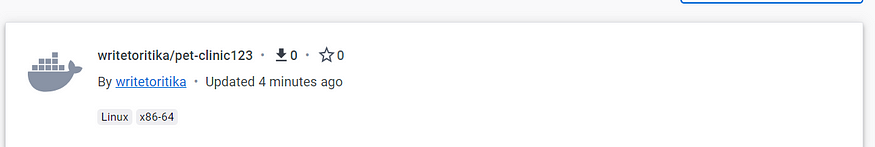 writetoritika/pet-clinic123 • 0 • 0
By writetoritika • Updated 4 minutes ago
Linux x86-64